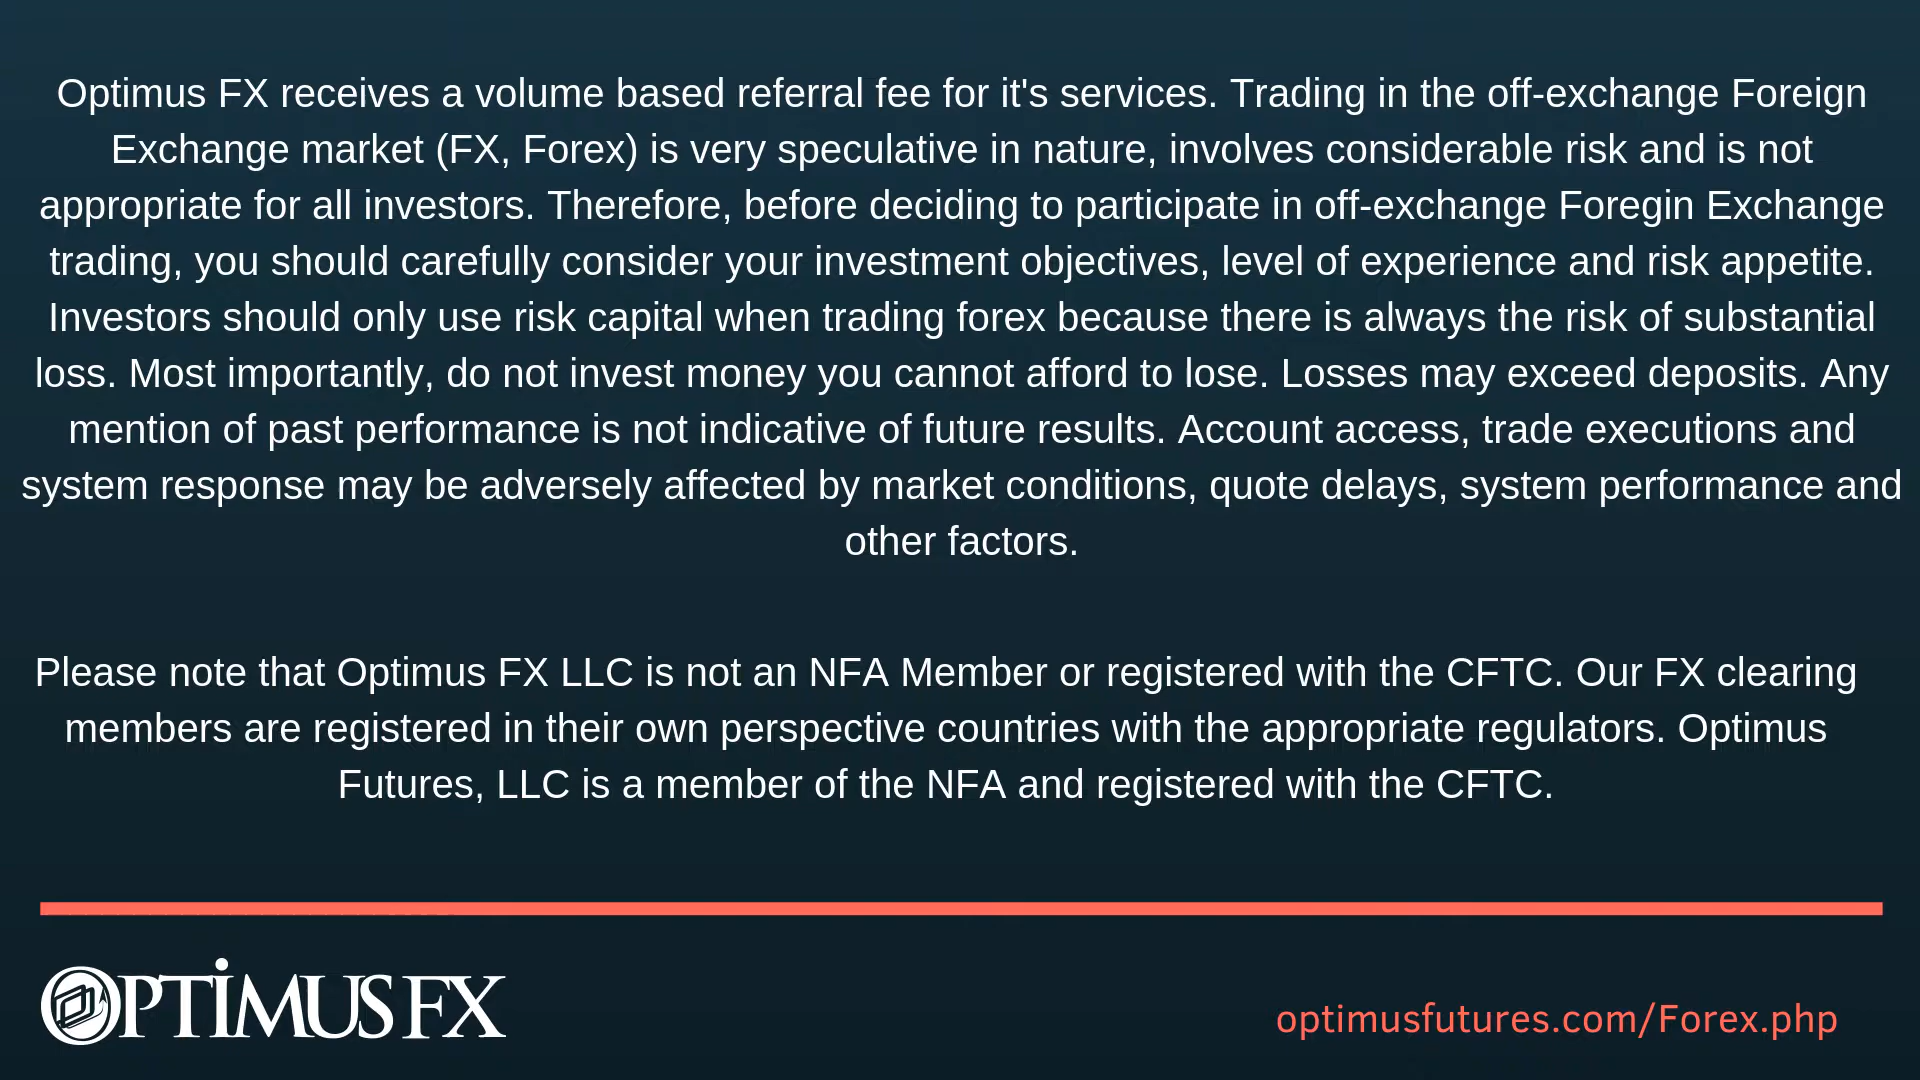 Optimus FX receives a volume based referral fee for it's services. Trading in the off-exchange Foreign
Exchange market (FX, Forex) is very speculative in nature, involves considerable risk and is not
appropriate for all investors. Therefore, before deciding to participate in off-exchange Foregin Exchange
trading, you should carefully consider your investment objectives, level of experience and risk appetite.
Investors should only use risk capital when trading forex because there is always the risk of substantial
loss. Most importantly, do not invest money you cannot afford to lose. Losses may exceed deposits. Any
mention of past performance is not indicative of future results. Account access, trade executions and
system response may be adversely affected by market conditions, quote delays, system performance and
other factors.
Please note that Optimus FX LLC is not an NFA Member or registered with the CFTC. Our FX clearing
members are registered in their own perspective countries with the appropriate regulators. Optimus
Futures, LLC is a member of the NFA and registered with the CFTC.
OPTIMUS FX
optimusfutures.com/Forex.php